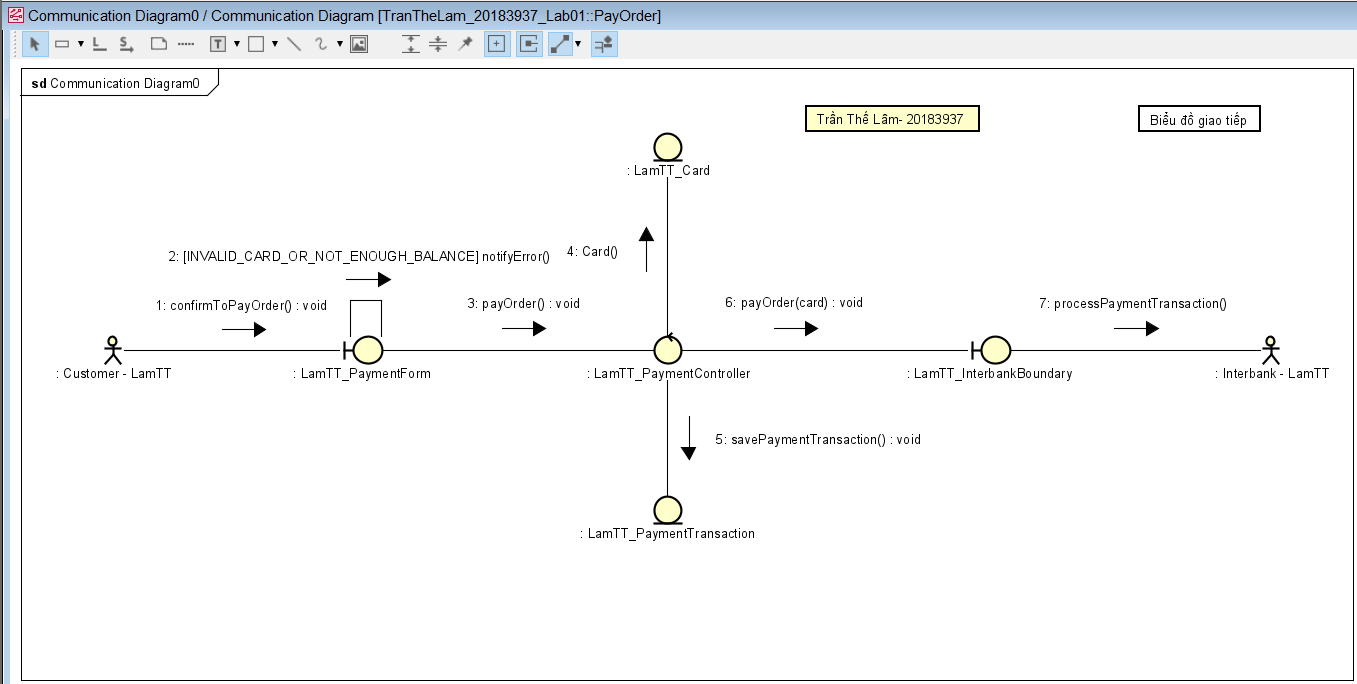 Communication Diagram0 / Communication Diagram [TranTheLam_20183937_Lab01::PayOrder]
S
T
sd Communication Diagram0
Trần Thế Lâm- 20183937
Biểu đồ giao tiếp
: LamTT_Card
2: [INVALID_CARD_OR_NOT_ENOUGH_BALANCE] notifyError()
4: Card()
1: confirmToPayOrder() : void
3: payOrder() : void
6: payOrder(card) : void
7: processPaymentTransaction()
: Customer - LamTT
: LamTT_PaymentForm
: LamTT_PaymentController
: LamTT_InterbankBoundary
: Interbank - LamTT
5: savePaymentTransaction() : void
: LamTT_PaymentTransaction